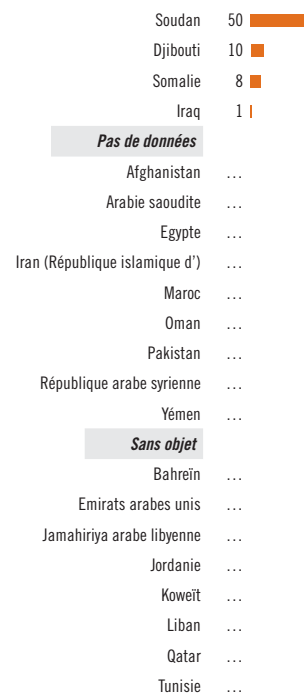 Soudan 50
Djibouti 10
Somalie 8
Iraq 1
Pas de données
Afghanistan ...
Arabie saoudite ...
Egypte ...
Iran (République islamique d') ...
Maroc ...
Oman ...
Pakistan ...
République arabe syrienne ...
Yémen ...
Sans objet
Bahreïn ...
Emirats arabes unis ...
Jamahiriya arabe libyenne ...
Jordanie ...
Koweït ...
Liban ...
Qatar ...
Tunisie ...